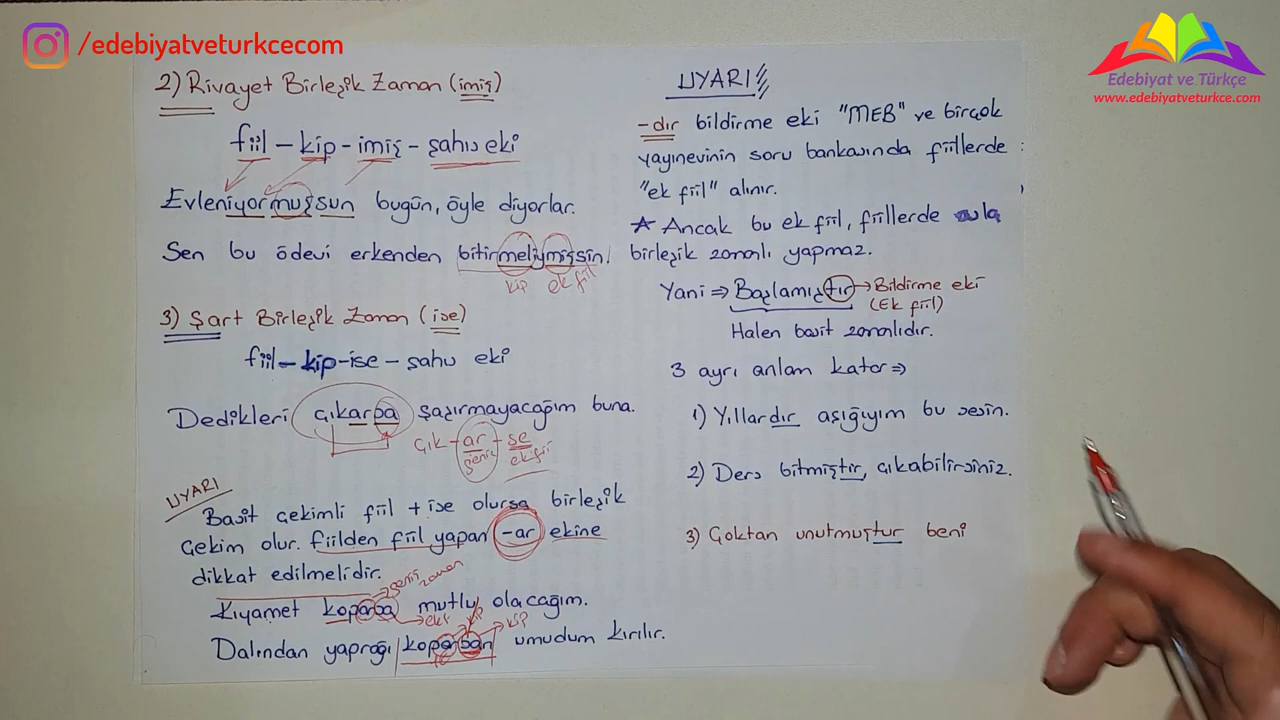 /edebiyatveturkcecom
Edebiyat ve Türkçe
www.edebiyatveturkce.com
2) Rivayet Birleşik Zaman (imiş)
fiil - kip - imiş - şahıs eki
Evleniyormuşsun bugün, öyle diyorlar.
Sen bu ödevi erkenden bitirmeliymişsin!
kip ek fiil
3) Şart Birleşik Zaman (ise)
fiil - kip - ise - şahıs eki
Dedikleri çıkarsa şaşırmayacağım buna.
çık - ar - se
geniş ek fiil
UYARI
Basit çekimli fiil + ise olursa birleşik
çekim olur. fiilden fiil yapan -ar ekine
dikkat edilmelidir.
geniş zaman
Kıyamet koparsa mutlu olacağım.
kip
Dalından yaprağı koparsan umudum kırılır.
UYARI
-dır bildirme eki "MEB" ve birçok
yayınevinin soru bankasında fiillerde
"ek fiil" alınır.
Ancak bu ek fiil, fiillerde asla
birleşik zamanlı yapmaz.
Yani ⇒ Başlamıştır → Bildirme eki
(Ek fiil)
Halen basit zamanlıdır.
3 ayrı anlam katar ⇒
1) Yıllardır aşığıyım bu sesin.
2) Ders bitmiştir, çıkabilirsiniz.
3) Çoktan unutmuştur beni